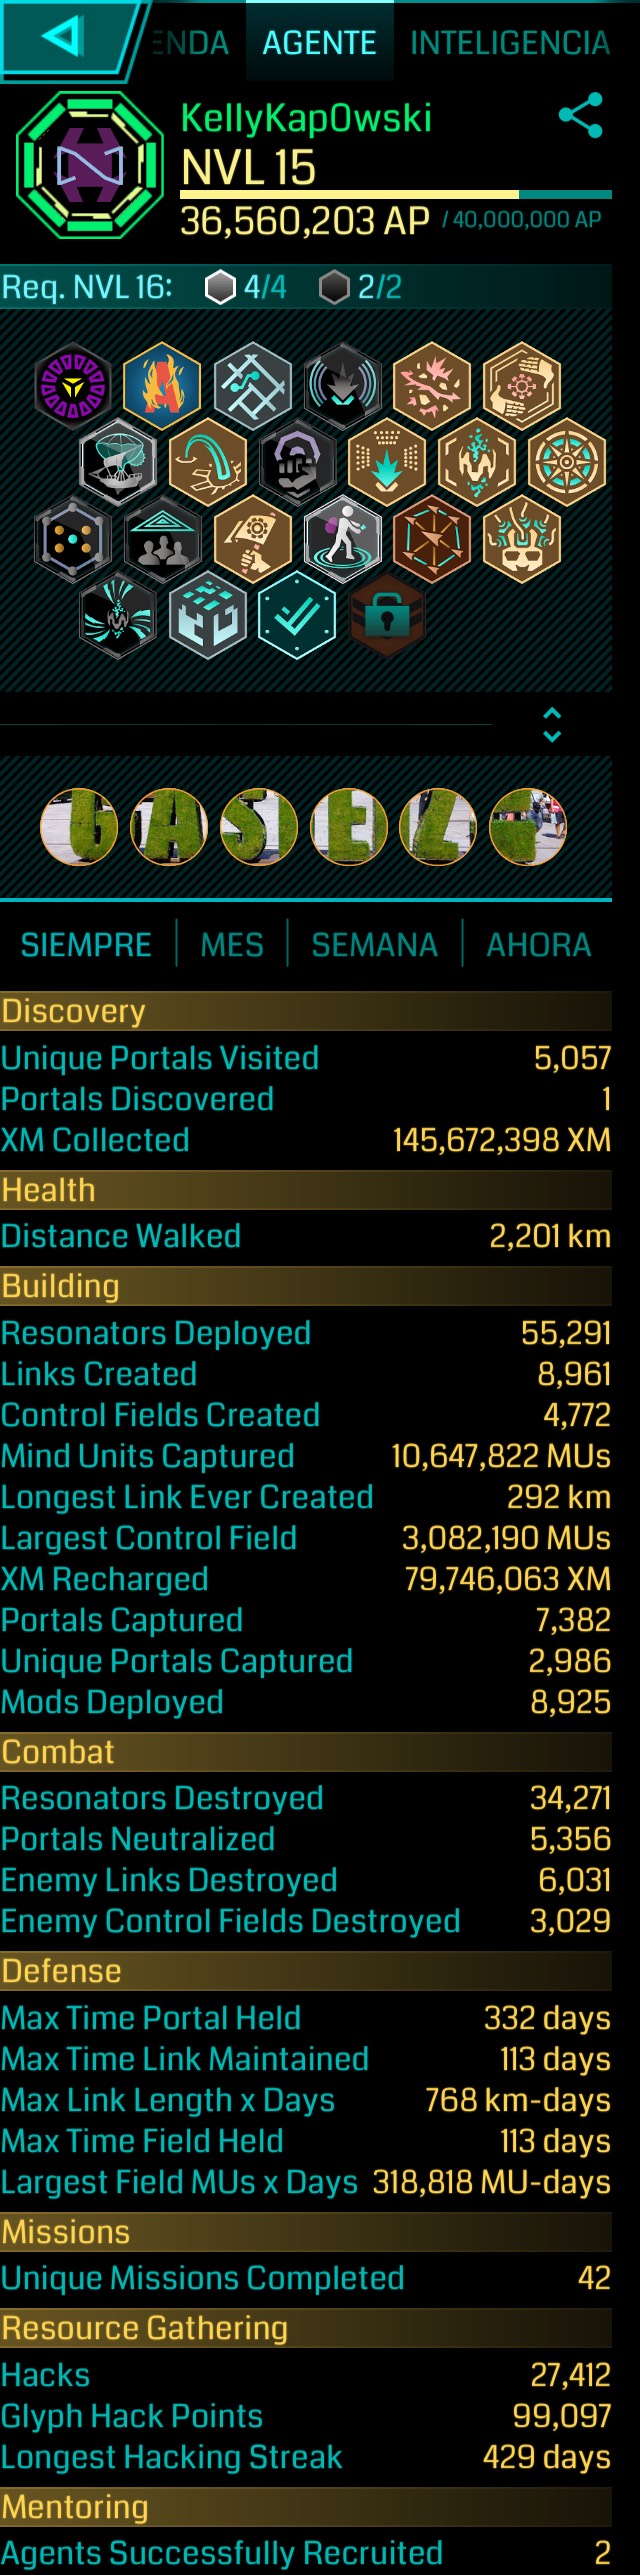 ENDA AGENTE INTELIGENCIA
KellyKapOwski
NVL 15
36,560,203 AP / 40,000,000 AP
Req. NVL 16: 4/4 2/2
GASTEIZ
SIEMPRE MES SEMANA AHORA
Discovery
Unique Portals Visited 5,057
Portals Discovered 1
XM Collected 145,672,398 XM
Health
Distance Walked 2,201 km
Building
Resonators Deployed 55,291
Links Created 8,961
Control Fields Created 4,772
Mind Units Captured 10,647,822 MUs
Longest Link Ever Created 292 km
Largest Control Field 3,082,190 MUs
XM Recharged 79,746,063 XM
Portals Captured 7,382
Unique Portals Captured 2,986
Mods Deployed 8,925
Combat
Resonators Destroyed 34,271
Portals Neutralized 5,356
Enemy Links Destroyed 6,031
Enemy Control Fields Destroyed 3,029
Defense
Max Time Portal Held 332 days
Max Time Link Maintained 113 days
Max Link Length x Days 768 km-days
Max Time Field Held 113 days
Largest Field MUs x Days 318,818 MU-days
Missions
Unique Missions Completed 42
Resource Gathering
Hacks 27,412
Glyph Hack Points 99,097
Longest Hacking Streak 429 days
Mentoring
Agents Successfully Recruited 2